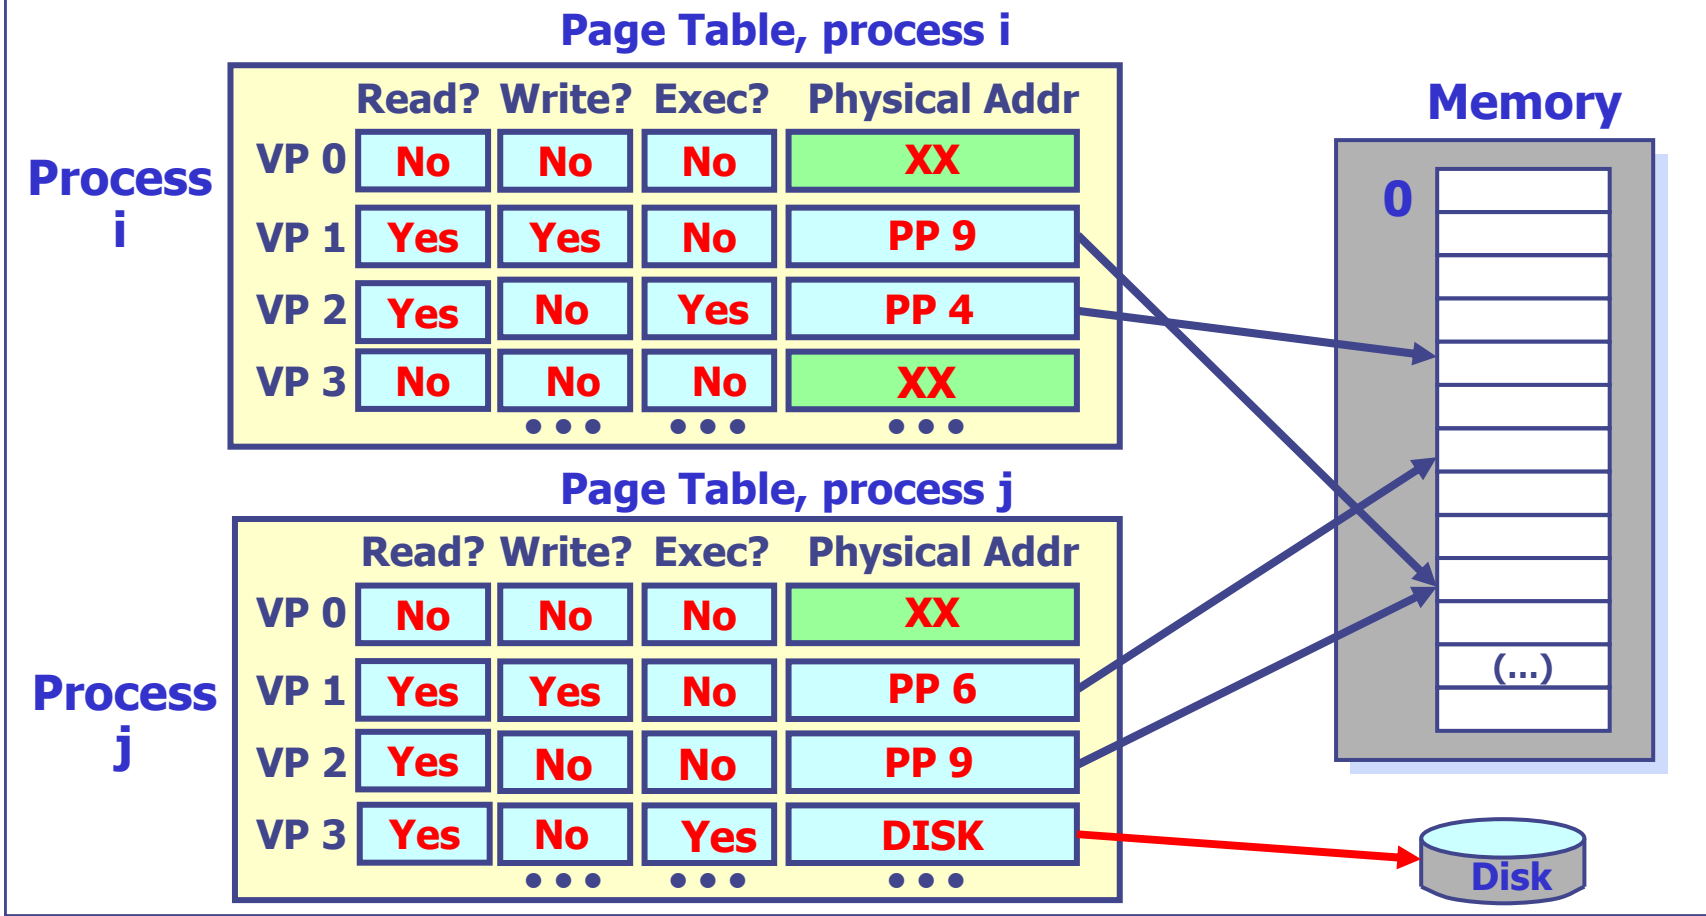 Page Table, process i
Read? Write? Exec? Physical Addr
VP 0 No No No XX
VP 1 Yes Yes No PP 9
VP 2 Yes No Yes PP 4
VP 3 No No No XX
• • • • • • • • •
Process
i
Page Table, process j
Read? Write? Exec? Physical Addr
VP 0 No No No XX
VP 1 Yes Yes No PP 6
VP 2 Yes No No PP 9
VP 3 Yes No Yes DISK
• • • • • • • • •
Process
j
Memory
0
(...)
Disk